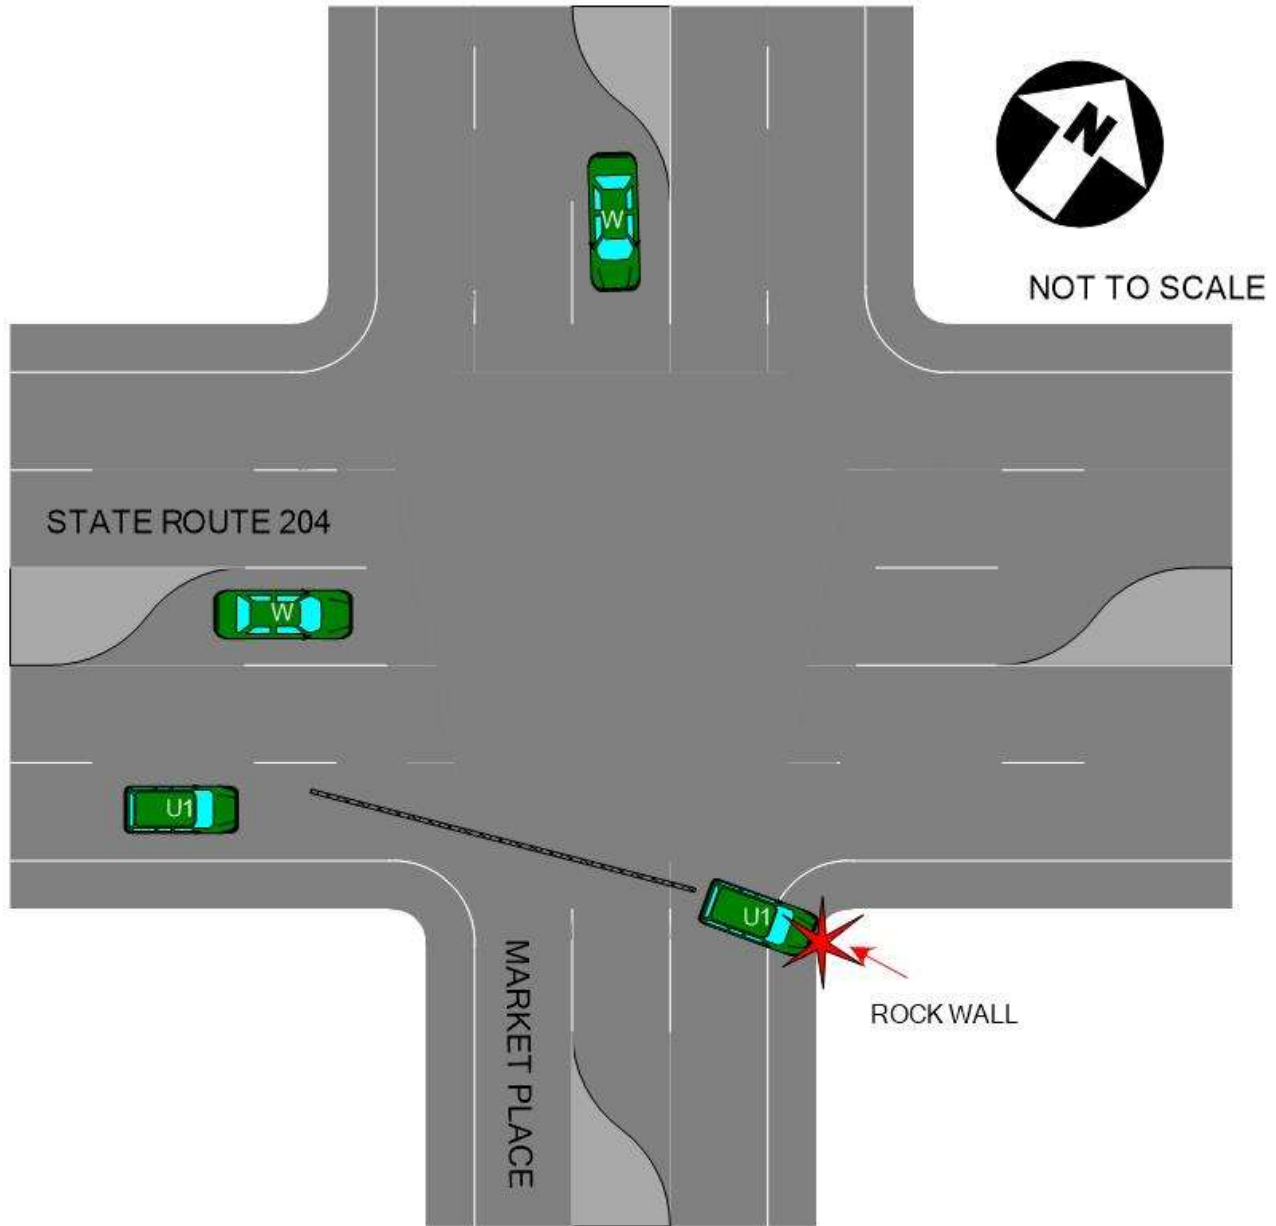 N
W
NOT TO SCALE
STATE ROUTE 204
W
U1
U1
MARKET PLACE
ROCK WALL